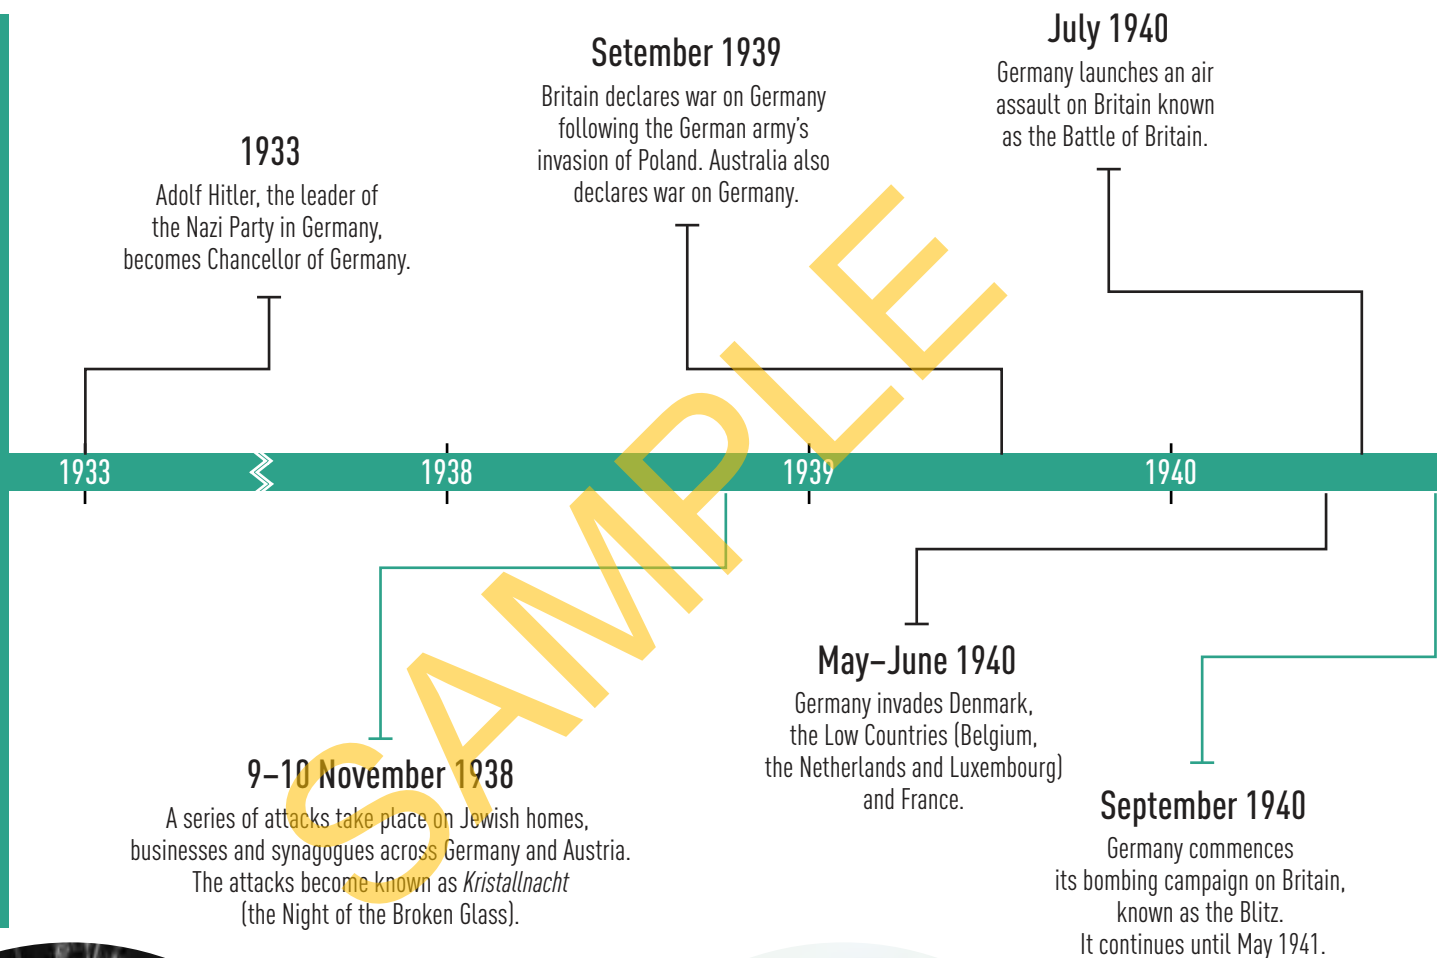 1933
Adolf Hitler, the leader of
the Nazi Party in Germany,
becomes Chancellor of Germany.
Setember 1939
Britain declares war on Germany
following the German army's
invasion of Poland. Australia also
declares war on Germany.
July 1940
Germany launches an air
assault on Britain known
as the Battle of Britain.
1933
1938
1939
1940
9–10 November 1938
A series of attacks take place on Jewish homes,
businesses and synagogues across Germany and Austria.
The attacks become known as Kristallnacht
(the Night of the Broken Glass).
May–June 1940
Germany invades Denmark,
the Low Countries (Belgium,
the Netherlands and Luxembourg)
and France.
September 1940
Germany commences
its bombing campaign on Britain,
known as the Blitz.
It continues until May 1941.
SAMPLE